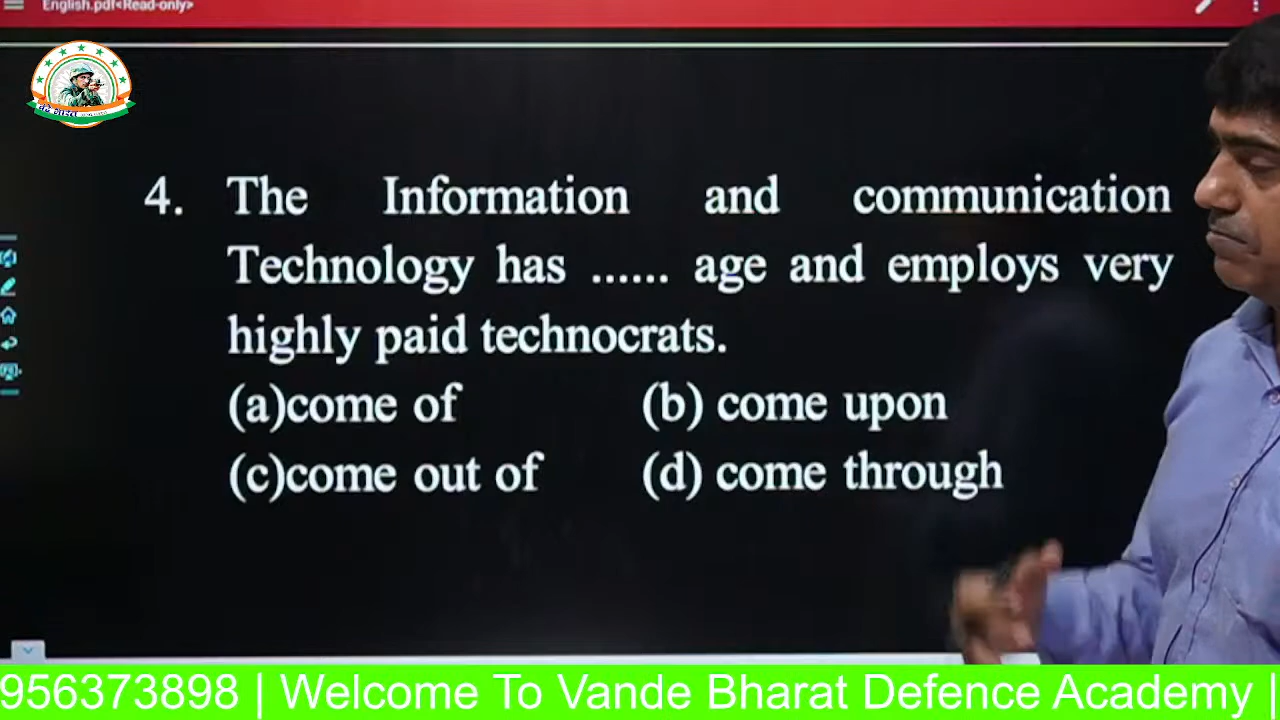 English.pdf<Read-only>
4. The Information and communication
Technology has ...... age and employs very
highly paid technocrats.
(a)come of (b) come upon
(c)come out of (d) come through
956373898 | Welcome To Vande Bharat Defence Academy |